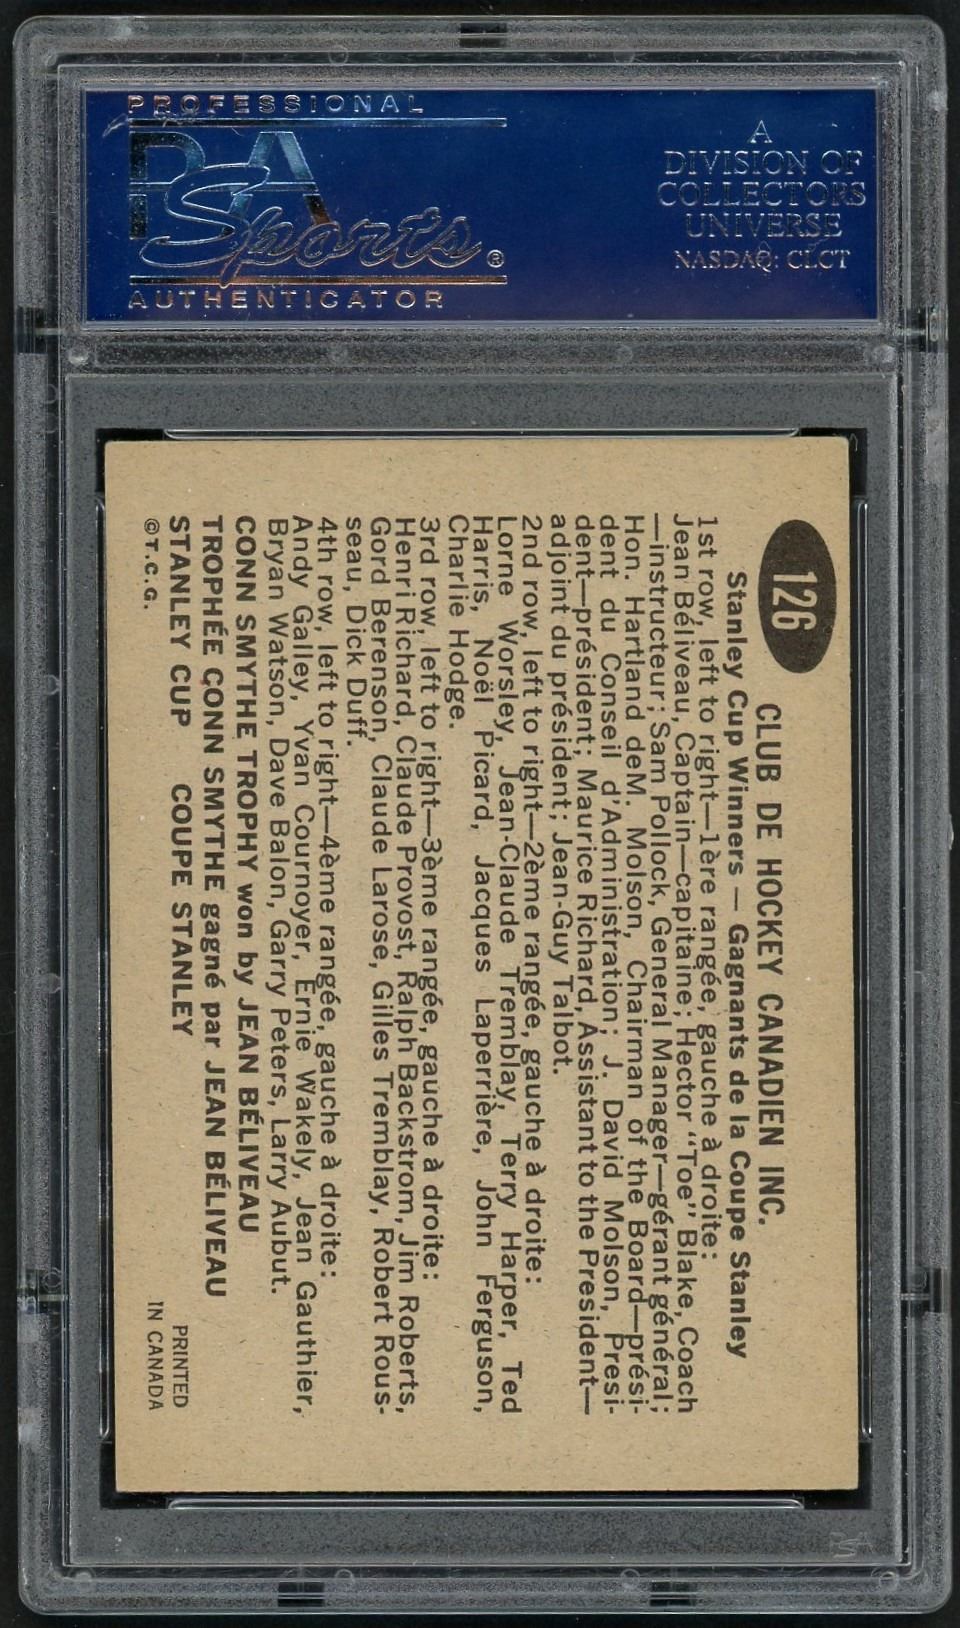 PROFESSIONAL
PSA
Sports®
AUTHENTICATOR
A
DIVISION OF
COLLECTORS
UNIVERSE
NASDAQ: CLCT
126
CLUB DE HOCKEY CANADIEN INC.
Stanley Cup Winners — Gagnants de la Coupe Stanley
1st row, left to right—1ère rangée, gauche à droite:
Jean Béliveau, Captain—capitaine; Hector "Toe" Blake, Coach
—instructeur; Sam Pollock, General Manager—gérant général;
Hon. Hartland deM. Molson, Chairman of the Board—prési-
dent du Conseil d'Administration; J. David Molson, Presi-
dent—président; Maurice Richard, Assistant to the President—
adjoint du président; Jean-Guy Talbot.
2nd row, left to right—2ème rangée, gauche à droite:
Lorne Worsley, Jean-Claude Tremblay, Terry Harper, Ted
Harris, Noël Picard, Jacques Laperrière, John Ferguson,
Charlie Hodge.
3rd row, left to right—3ème rangée, gauche à droite:
Henri Richard, Claude Provost, Ralph Backstrom, Jim Roberts,
Gord Berenson, Claude Larose, Gilles Tremblay, Robert Rous-
seau, Dick Duff.
4th row, left to right—4ème rangée, gauche à droite:
Andy Galley, Yvan Cournoyer, Ernie Wakely, Jean Gauthier,
Bryan Watson, Dave Balon, Garry Peters, Larry Aubut.
CONN SMYTHE TROPHY won by JEAN BÉLIVEAU
TROPHÉE CONN SMYTHE gagné par JEAN BÉLIVEAU
STANLEY CUP COUPE STANLEY
©T.C.G.
PRINTED
IN CANADA
PSA